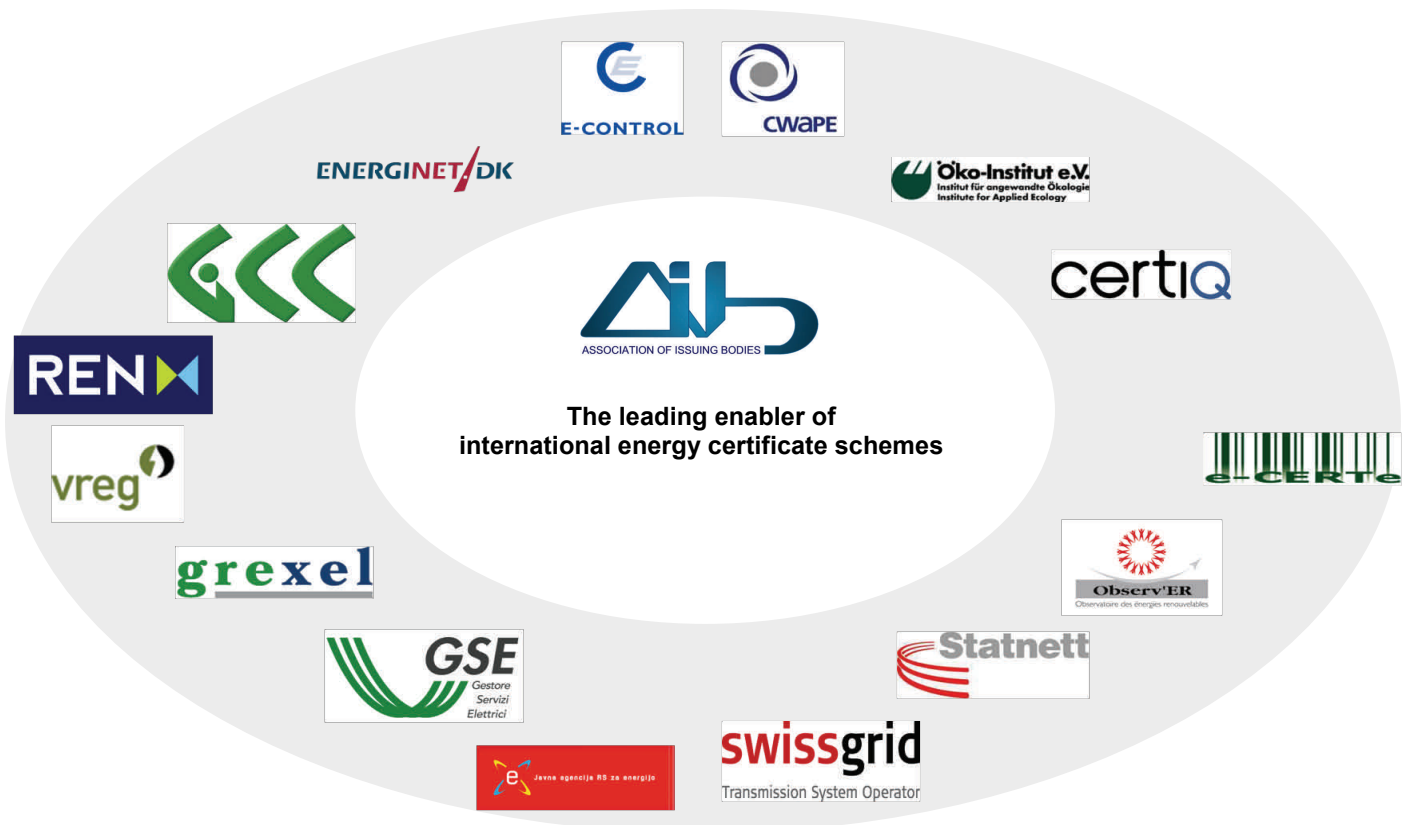 E-CONTROL
CWaPE
ENERGINET/DK
Öko-Institut e.V.
Institut für angewandte Ökologie
Institute for Applied Ecology
GCC
certiQ
aib
ASSOCIATION OF ISSUING BODIES
REN
The leading enabler of
international energy certificate schemes
vreg
e-CERTe
grexel
Observ'ER
Observatoire des énergies renouvelables
GSE
Gestore
Servizi
Elettrici
Statnett
swissgrid
Transmission System Operator
e Javna agencija RS za energijo